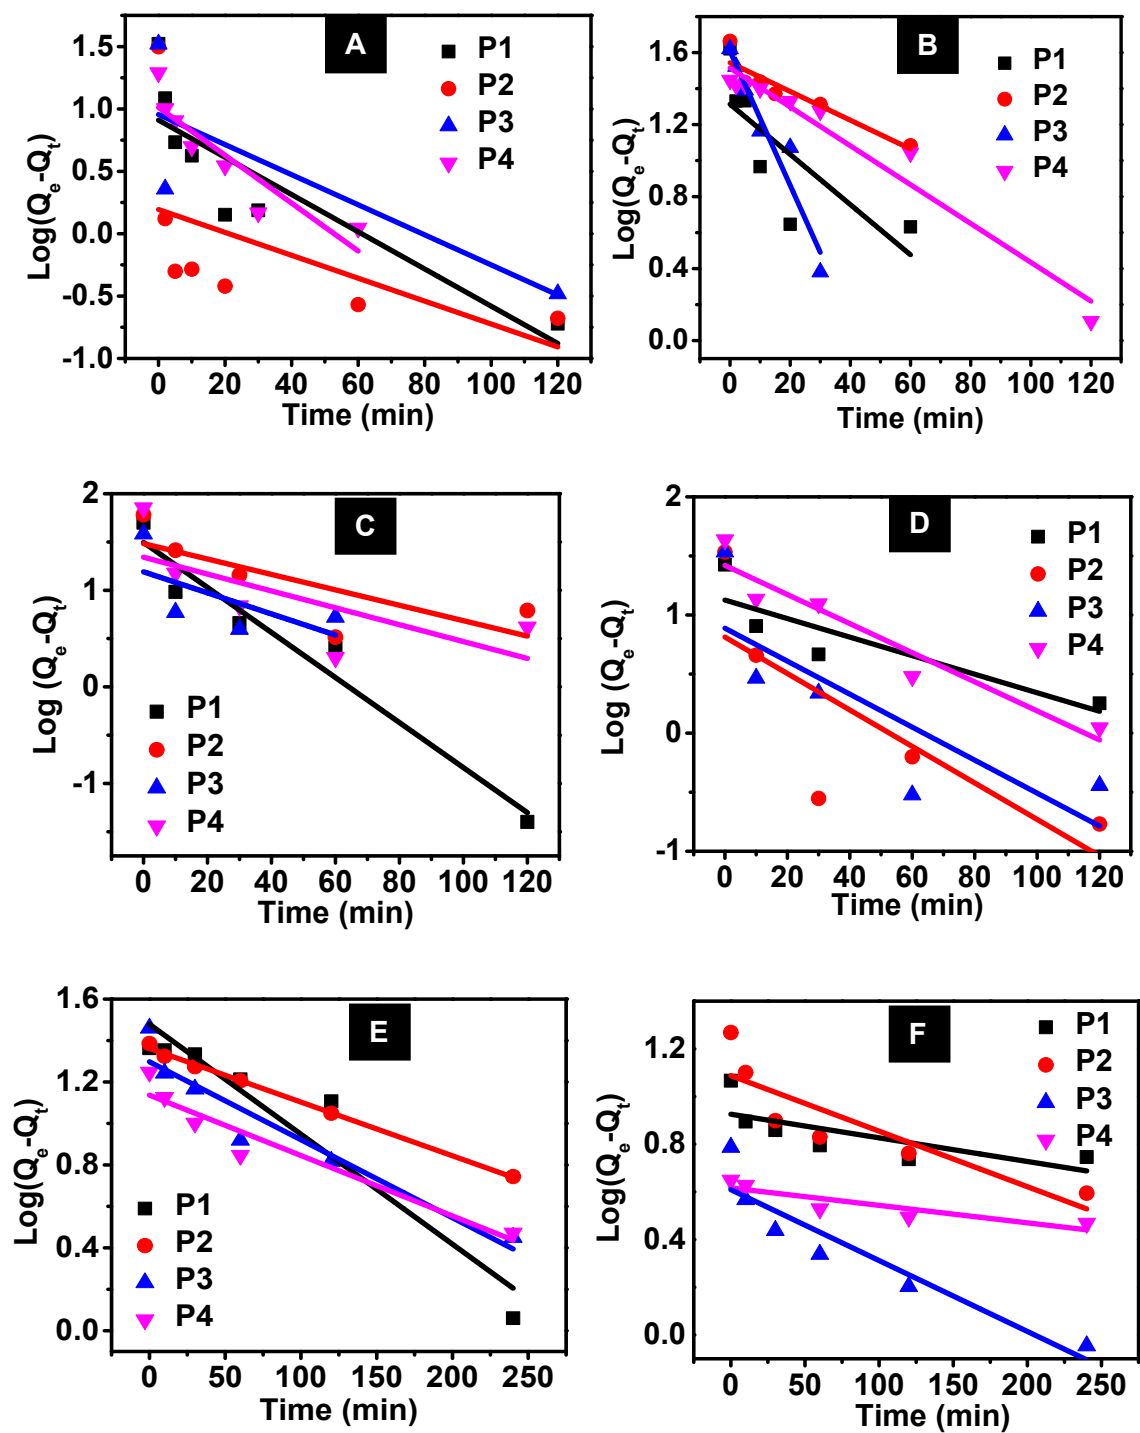 A
P1
P2
P3
P4
Log(Qe-Qt)
1.5
1.0
0.5
0.0
-0.5
-1.0
0 20 40 60 80 100 120
Time (min)
B
P1
P2
P3
P4
Log(Qe-Qt)
1.6
1.2
0.8
0.4
0.0
0 20 40 60 80 100 120
Time (min)
C
P1
P2
P3
P4
Log (Qe-Qt)
2
1
0
-1
0 20 40 60 80 100 120
Time (min)
D
P1
P2
P3
P4
Log (Qe-Qt)
2
1
0
-1
0 20 40 60 80 100 120
Time (min)
E
P1
P2
P3
P4
Log(Qe-Qt)
1.6
1.2
0.8
0.4
0.0
0 50 100 150 200 250
Time (min)
F
P1
P2
P3
P4
Log(Qe-Qt)
1.2
0.8
0.4
0.0
0 50 100 150 200 250
Time (min)